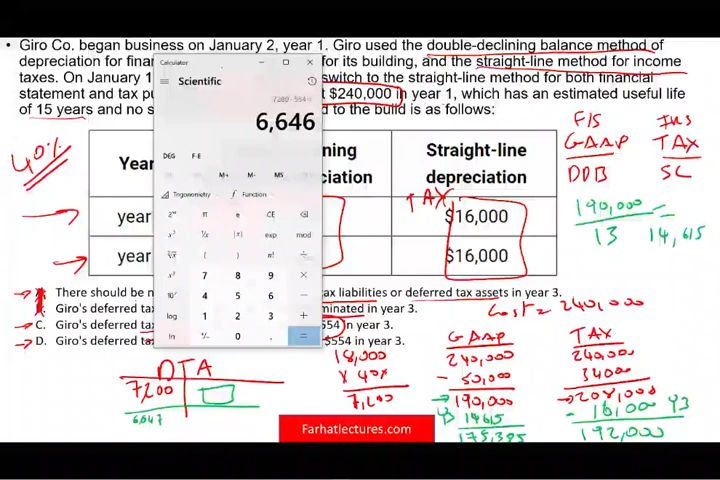 • Giro Co. began business on January 2, year 1. Giro used the double-declining balance method of
depreciation for finan for its building, and the straight-line method for income
taxes. On January 1 switch to the straight-line method for both financial
statement and tax pu t $240,000 in year 1, which has an estimated useful life
of 15 years and no s d to the build is as follows:
Calculator
Scientific
7200 - 554 =
6,646
DEG F-E
M+ M- MS
Trigonometry Function
2ⁿᵈ π e CE
x² ¹/x |x| exp mod
( ) n! ÷
xʸ 7 8 9 ×
10ˣ 4 5 6 −
log 1 2 3 +
ln +/- 0 . =
40%
Year
year
year
ning
ciation
Straight-line
depreciation
TAX
$16,000
$16,000
F/S
GAAP
DDB
IRS
TAX
SL
190,000 =
13 14,615
There should be n ax liabilities or deferred tax assets in year 3.
Giro's deferred ta minated in year 3.
C. Giro's deferred tax 554 in year 3.
D. Giro's deferred tax $554 in year 3.
Cost = 240,000
DTA
7,200
6,647
18,000
x 40%
7,200
GAAP
240,000
- 50,000
190,000
Y3 14615
175,385
TAX
240,000
- 16,000 Y3
192,000
Farhatlectures.com